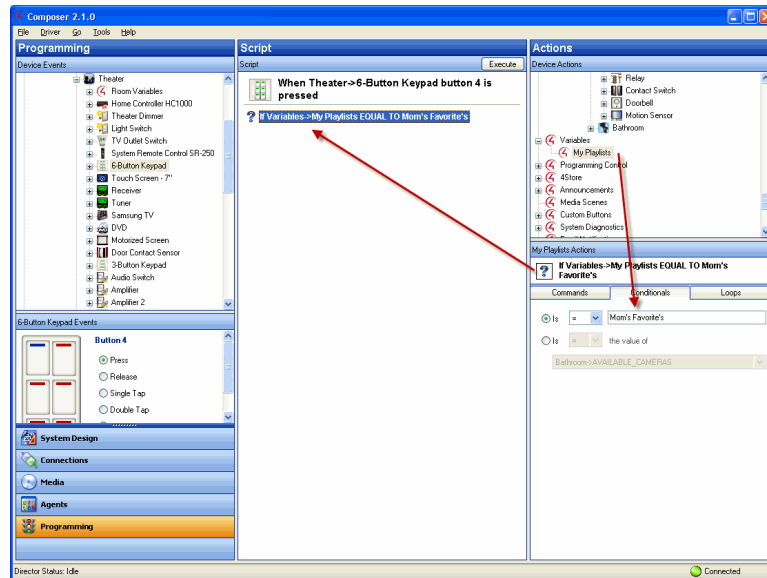 Composer 2.1.0
File Driver Go Tools Help
Programming
Device Events
Theater
Room Variables
Home Controller HC1000
Theater Dimmer
Light Switch
TV Outlet Switch
System Remote Control SR-250
6-Button Keypad
Touch Screen - 7"
Receiver
Tuner
Samsung TV
DVD
Motorized Screen
Door Contact Sensor
3-Button Keypad
Audio Switch
Amplifier
Amplifier 2
6-Button Keypad Events
Button 4
Press
Release
Single Tap
Double Tap
System Design
Connections
Media
Agents
Programming
Director Status: Idle
Script
Script
Execute
When Theater->6-Button Keypad button 4 is
pressed
? If Variables->My Playlists EQUAL TO Mom's Favorite's
Actions
Device Actions
Relay
Contact Switch
Doorbell
Motion Sensor
Bathroom
Variables
My Playlists
Programming Control
4Store
Announcements
Media Scenes
Custom Buttons
System Diagnostics
My Playlists Actions
? If Variables->My Playlists EQUAL TO Mom's
Favorite's
Commands Conditionals Loops
Is = Mom's Favorite's
Is = the value of
Bathroom->AVAILABLE_CAMERAS
Connected